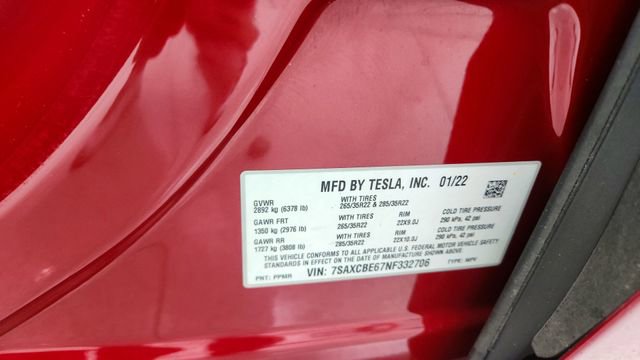 MFD BY TESLA, INC. 01/22
GVWR
2892 kg (6378 lb) WITH TIRES
265/35R22 & 285/35R22
GAWR FRT WITH TIRES RIM COLD TIRE PRESSURE
1350 kg (2976 lb) 265/35R22 22X9.0J 290 kPa, 42 psi
GAWR RR WITH TIRES RIM COLD TIRE PRESSURE
1727 kg (3808 lb) 285/35R22 22X10.0J 290 kPa, 42 psi
THIS VEHICLE CONFORMS TO ALL APPLICABLE U.S. FEDERAL MOTOR VEHICLE SAFETY
STANDARDS IN EFFECT ON THE DATE OF MANUFACTURE SHOWN ABOVE.
VIN: 7SAXCBE67NF332706
PNT: PPMR TYPE: MPV